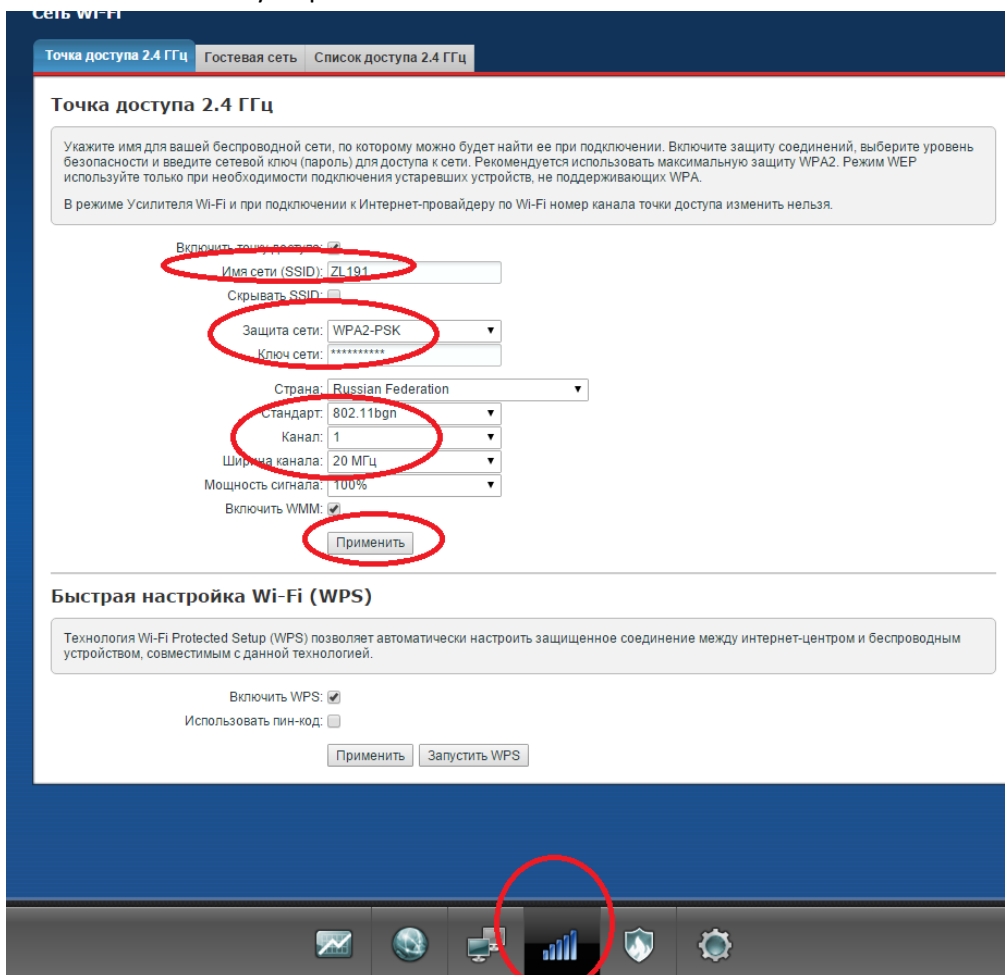 Сеть Wi-Fi
Точка доступа 2.4 ГГц Гостевая сеть Список доступа 2.4 ГГц
Точка доступа 2.4 ГГц
Укажите имя для вашей беспроводной сети, по которому можно будет найти ее при подключении. Включите защиту соединений, выберите уровень
безопасности и введите сетевой ключ (пароль) для доступа к сети. Рекомендуется использовать максимальную защиту WPA2. Режим WEP
используйте только при необходимости подключения устаревших устройств, не поддерживающих WPA.
В режиме Усилителя Wi-Fi и при подключении к Интернет-провайдеру по Wi-Fi номер канала точки доступа изменить нельзя.
Включить точку доступа:
Имя сети (SSID): ZL191
Скрывать SSID:
Защита сети: WPA2-PSK
Ключ сети: **********
Страна: Russian Federation
Стандарт: 802.11bgn
Канал: 1
Ширина канала: 20 МГц
Мощность сигнала: 100%
Включить WMM:
Применить
Быстрая настройка Wi-Fi (WPS)
Технология Wi-Fi Protected Setup (WPS) позволяет автоматически настроить защищенное соединение между интернет-центром и беспроводным
устройством, совместимым с данной технологией.
Включить WPS:
Использовать пин-код:
Применить Запустить WPS